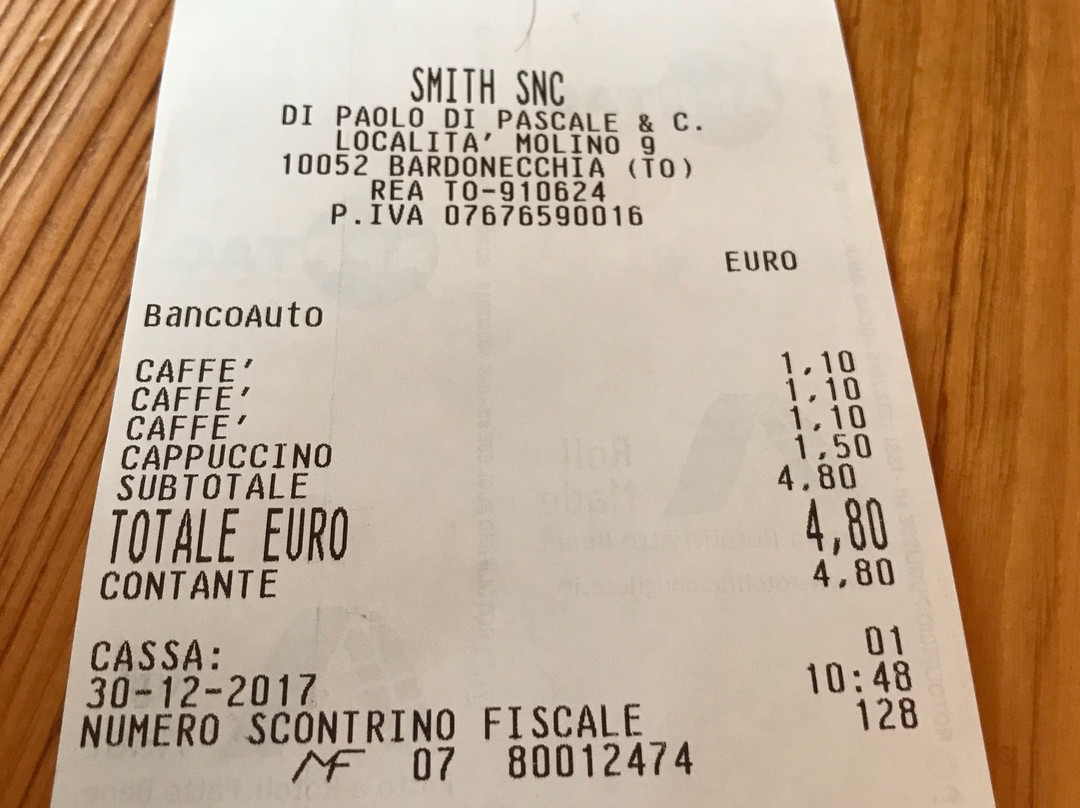 SMITH SNC
DI PAOLO DI PASCALE & C.
LOCALITA' MOLINO 9
10052 BARDONECCHIA (TO)
REA TO-910624
P.IVA 07676590016
EURO
BancoAuto
CAFFE' 1,10
CAFFE' 1,10
CAFFE' 1,10
CAPPUCCINO 1,50
SUBTOTALE 4,80
TOTALE EURO 4,80
CONTANTE 4,80
CASSA: 01
30-12-2017 10:48
NUMERO SCONTRINO FISCALE 128
MF 07 80012474